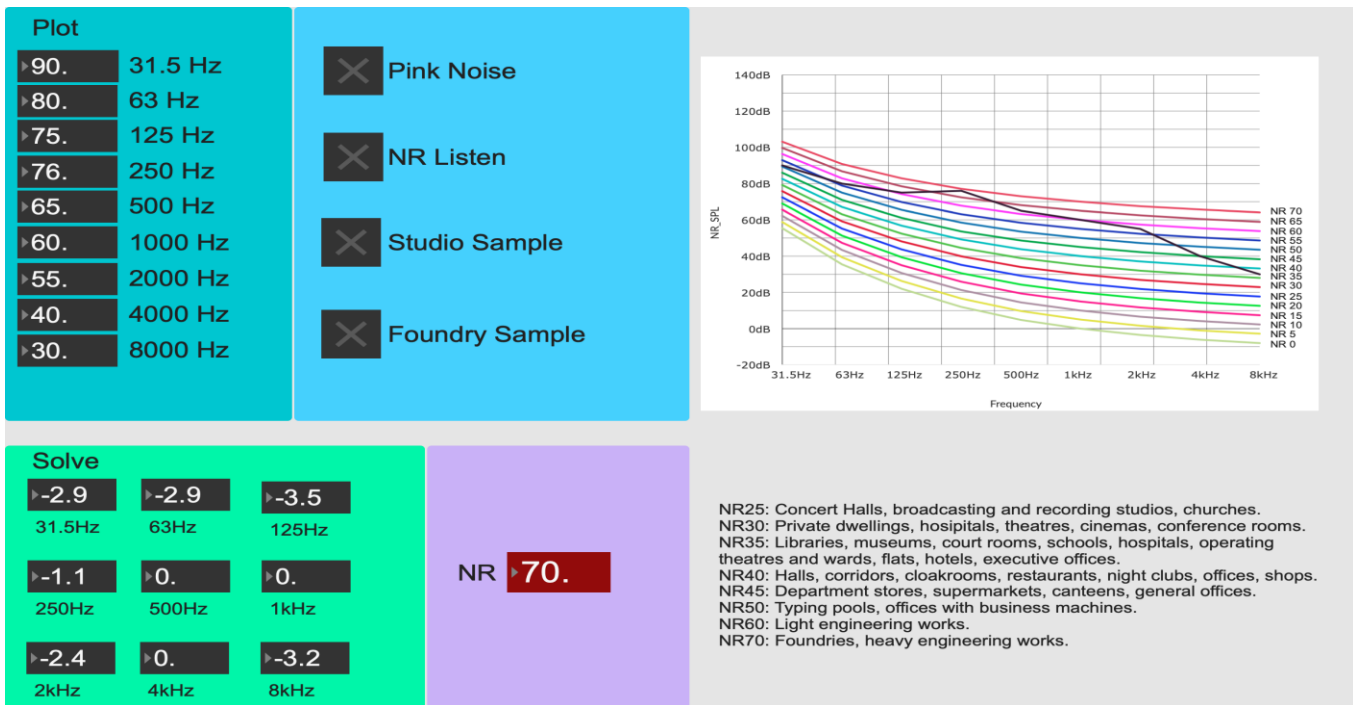 Plot
90. 31.5 Hz
80. 63 Hz
75. 125 Hz
76. 250 Hz
65. 500 Hz
60. 1000 Hz
55. 2000 Hz
40. 4000 Hz
30. 8000 Hz
Pink Noise
NR Listen
Studio Sample
Foundry Sample
140dB
120dB
100dB
80dB
60dB
40dB
20dB
0dB
-20dB
NR_SPL
31.5Hz 63Hz 125Hz 250Hz 500Hz 1kHz 2kHz 4kHz 8kHz
Frequency
NR 70
NR 65
NR 60
NR 55
NR 50
NR 45
NR 40
NR 35
NR 30
NR 25
NR 20
NR 15
NR 10
NR 5
NR 0
Solve
-2.9 -2.9 -3.5
31.5Hz 63Hz 125Hz
-1.1 0. 0.
250Hz 500Hz 1kHz
-2.4 0. -3.2
2kHz 4kHz 8kHz
NR 70.
NR25: Concert Halls, broadcasting and recording studios, churches.
NR30: Private dwellings, hosipitals, theatres, cinemas, conference rooms.
NR35: Libraries, museums, court rooms, schools, hospitals, operating
theatres and wards, flats, hotels, executive offices.
NR40: Halls, corridors, cloakrooms, restaurants, night clubs, offices, shops.
NR45: Department stores, supermarkets, canteens, general offices.
NR50: Typing pools, offices with business machines.
NR60: Light engineering works.
NR70: Foundries, heavy engineering works.